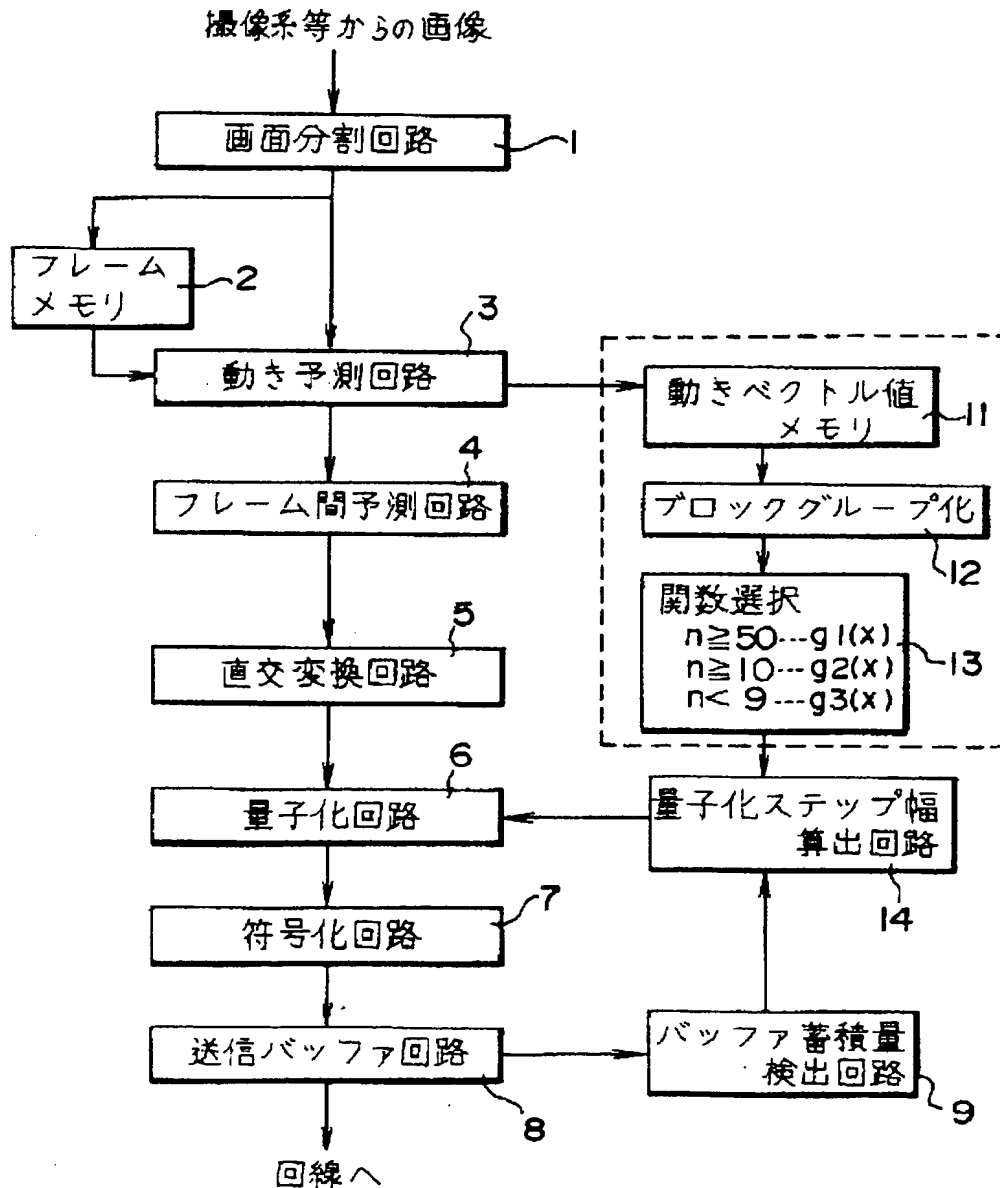 撮像系等からの画像
画面分割回路
1
フレーム
メモリ
2
3
動き予測回路
動きベクトル値
メモリ
11
4
フレーム間予測回路
ブロックグループ化
12
関数選択
n≧50---g1(x)
n≧10---g2(x)
n< 9---g3(x)
13
5
直交変換回路
6
量子化回路
量子化ステップ幅
算出回路
14
7
符号化回路
送信バッファ回路
8
バッファ蓄積量
検出回路
9
回線へ